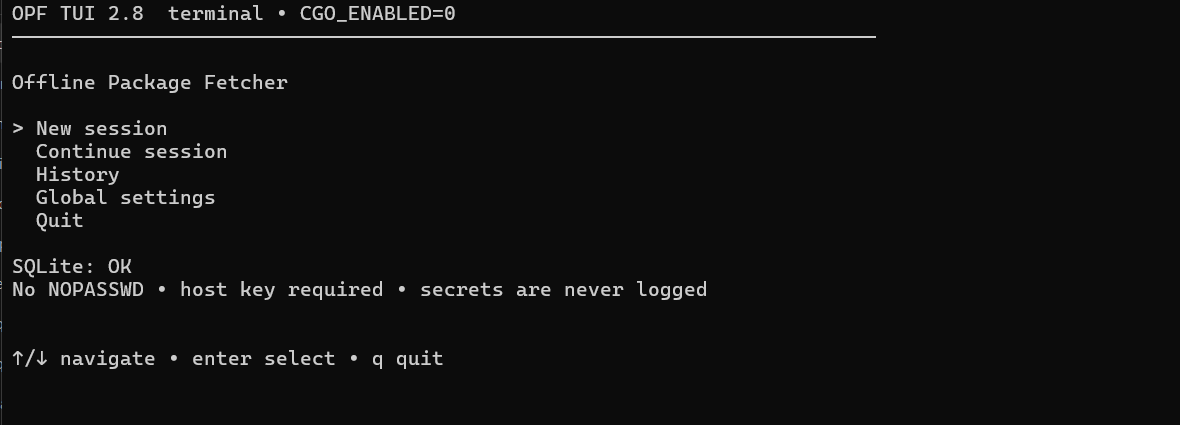 OPF TUI 2.8  terminal • CGO_ENABLED=0
Offline Package Fetcher
> New session
Continue session
History
Global settings
Quit
SQLite: OK
No NOPASSWD • host key required • secrets are never logged
↑/↓ navigate • enter select • q quit